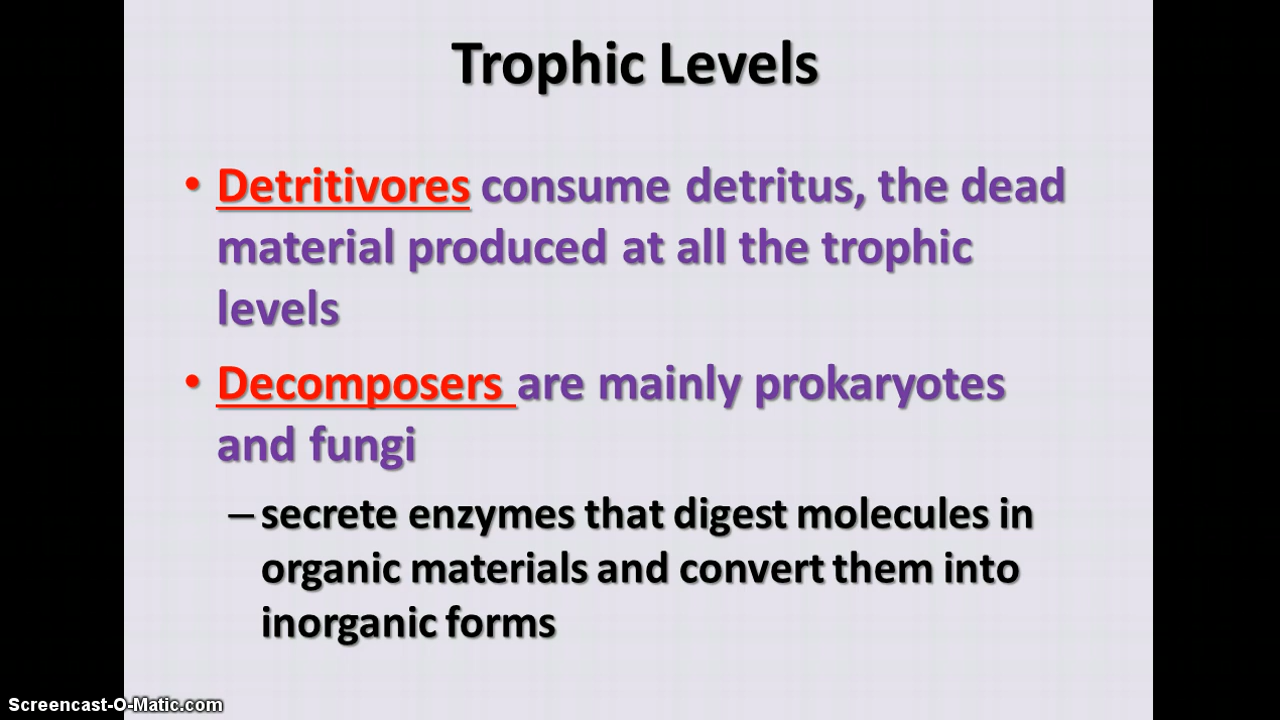 Trophic Levels
• Detritivores consume detritus, the dead
material produced at all the trophic
levels
• Decomposers are mainly prokaryotes
and fungi
– secrete enzymes that digest molecules in
organic materials and convert them into
inorganic forms
Screencast-O-Matic.com